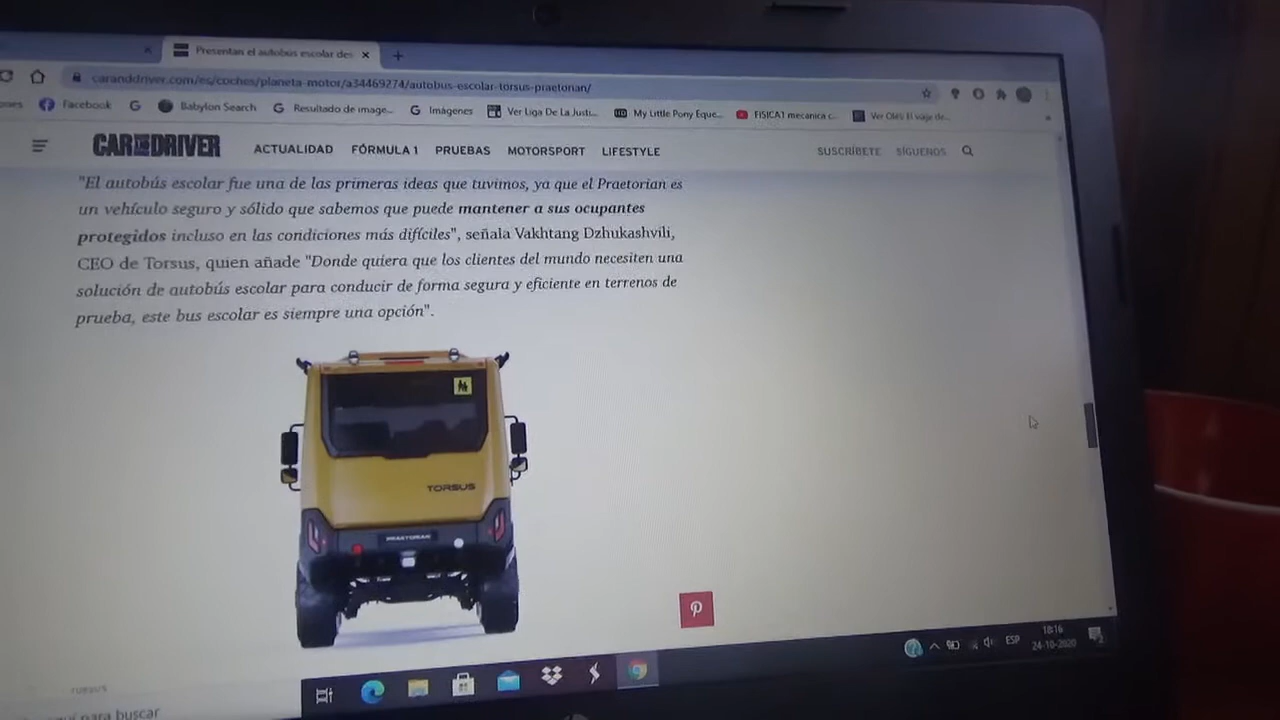 Presentan el autobús escolar des
caranddriver.com/es/coches/planeta-motor/a34469274/autobus-escolar-torsus-praetorian/
Facebook
Babylon Search
Resultado de image...
Imágenes
Ver Liga De La Justi...
My Little Pony Eque...
FISICA1 mecanica c...
CAR AND DRIVER
ACTUALIDAD FÓRMULA 1 PRUEBAS MOTORSPORT LIFESTYLE
SUSCRÍBETE SÍGUENOS
"El autobús escolar fue una de las primeras ideas que tuvimos, ya que el Praetorian es
un vehículo seguro y sólido que sabemos que puede mantener a sus ocupantes
protegidos incluso en las condiciones más difíciles", señala Vakhtang Dzhukashvili,
CEO de Torsus, quien añade "Donde quiera que los clientes del mundo necesiten una
solución de autobús escolar para conducir de forma segura y eficiente en terrenos de
prueba, este bus escolar es siempre una opción".
TORSUS
PRAETORIAN
TORSUS
para buscar
ESP
18:16
24-10-2020